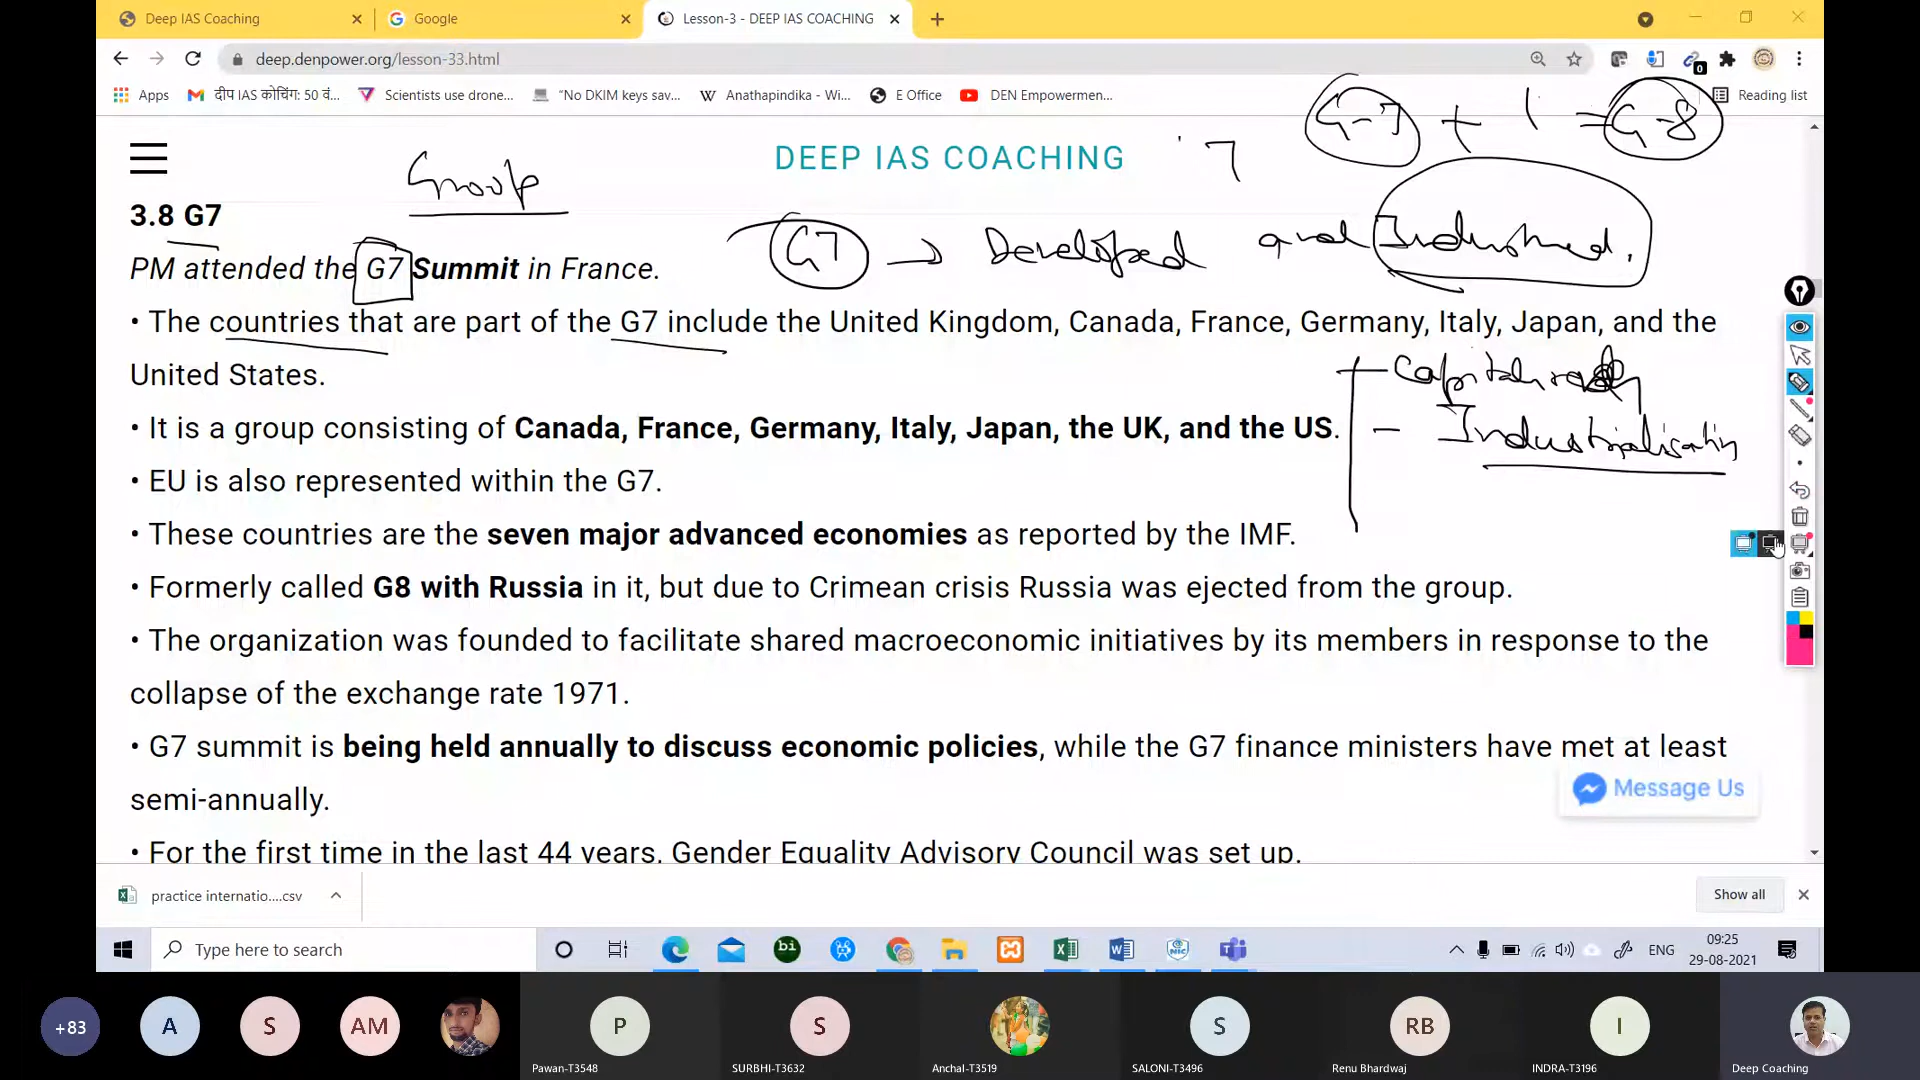 Deep IAS Coaching
Google
Lesson-3 - DEEP IAS COACHING
deep.denpower.org/lesson-33.html
Apps
दीप IAS कोचिंग: 50 वं...
Scientists use drone...
"No DKIM keys sav...
Anathapindika - Wi...
E Office
DEN Empowermen...
Reading list
G-7 + 1 = G-8
DEEP IAS COACHING
7
Group
3.8 G7
G7 → Developed and
PM attended the G7 Summit in France.
• The countries that are part of the G7 include the United Kingdom, Canada, France, Germany, Italy, Japan, and the
United States.
• It is a group consisting of Canada, France, Germany, Italy, Japan, the UK, and the US.
- Industrialisation
• EU is also represented within the G7.
• These countries are the seven major advanced economies as reported by the IMF.
• Formerly called G8 with Russia in it, but due to Crimean crisis Russia was ejected from the group.
• The organization was founded to facilitate shared macroeconomic initiatives by its members in response to the
collapse of the exchange rate 1971.
• G7 summit is being held annually to discuss economic policies, while the G7 finance ministers have met at least
semi-annually.
Message Us
• For the first time in the last 44 years, Gender Equality Advisory Council was set up.
practice internatio....csv
Show all
Type here to search
bi
NIC
ENG
09:25
29-08-2021
+83
A
S
AM
P
S
S
RB
I
Pawan-T3548
SURBHI-T3632
Anchal-T3519
SALONI-T3496
Renu Bhardwaj
INDRA-T3196
Deep Coaching